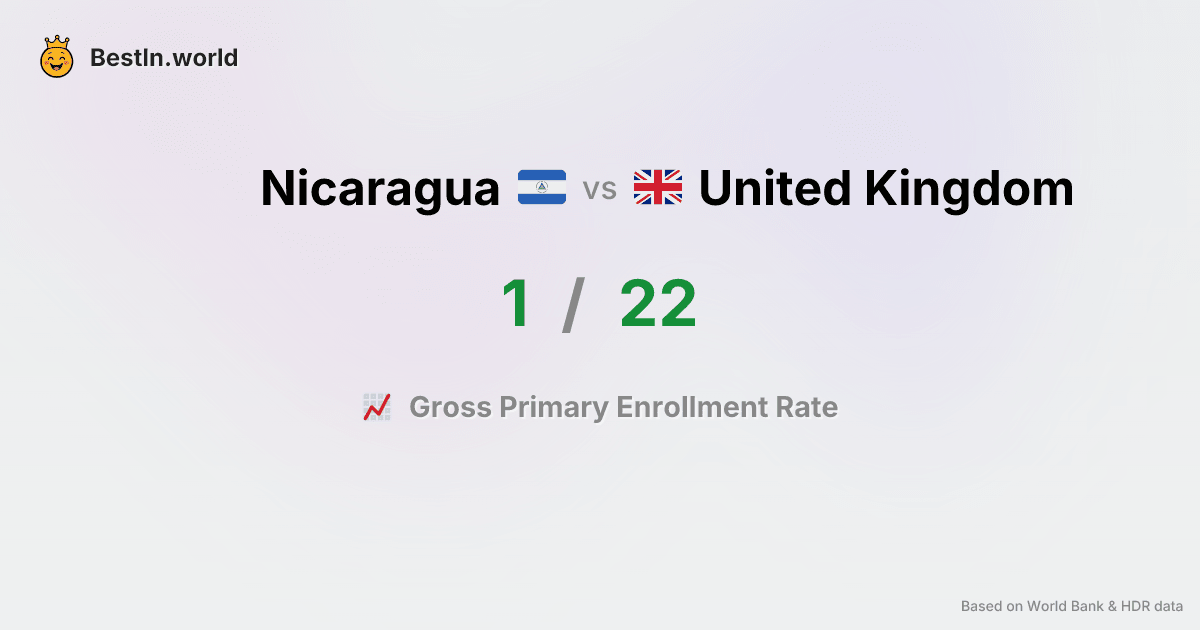 BestIn.world
Nicaragua vs United Kingdom
1 / 22
Gross Primary Enrollment Rate
Based on World Bank & HDR data